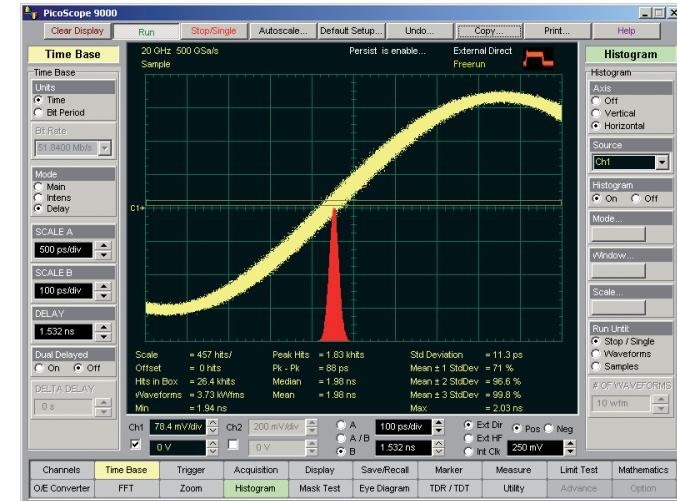 PicoScope 9000
Clear Display Run Stop/Single Autoscale... Default Setup... Undo... Copy... Print... Help
Time Base
Time Base
Units
Time
Bit Period
Bit Rate
51.8400 Mb/s
Mode
Main
Intens
Delay
SCALE A
500 ps/div
SCALE B
100 ps/div
DELAY
1.532 ns
Dual Delayed
On Off
DELTA DELAY
0 s
20 GHz 500 GSa/s Persist is enable... External Direct
Sample Freerun
C1
Scale = 457 hits/ Peak Hits = 1.83 khits Std Deviation = 11.3 ps
Offset = 0 hits Pk - Pk = 88 ps Mean ± 1 StdDev = 71 %
Hits in Box = 26.4 khits Median = 1.98 ns Mean ± 2 StdDev = 96.6 %
Waveforms = 3.73 kWfms Mean = 1.98 ns Mean ± 3 StdDev = 99.8 %
Min = 1.94 ns Max = 2.03 ns
Ch1 78.4 mV/div Ch2 200 mV/div A 100 ps/div Ext Dir Pos Neg
A / B Ext HF
0 V 0 V B 1.532 ns Int Clk 250 mV
Histogram
Histogram
Axis
Off
Vertical
Horizontal
Source
Ch1
Histogram
On Off
Mode...
Window...
Scale...
Run Until:
Stop / Single
Waveforms
Samples
# OF WAVEFORMS
10 wfm
Channels Time Base Trigger Acquisition Display Save/Recall Marker Measure Limit Test Mathematics
O/E Converter FFT Zoom Histogram Mask Test Eye Diagram TDR / TDT Utility Advance Option